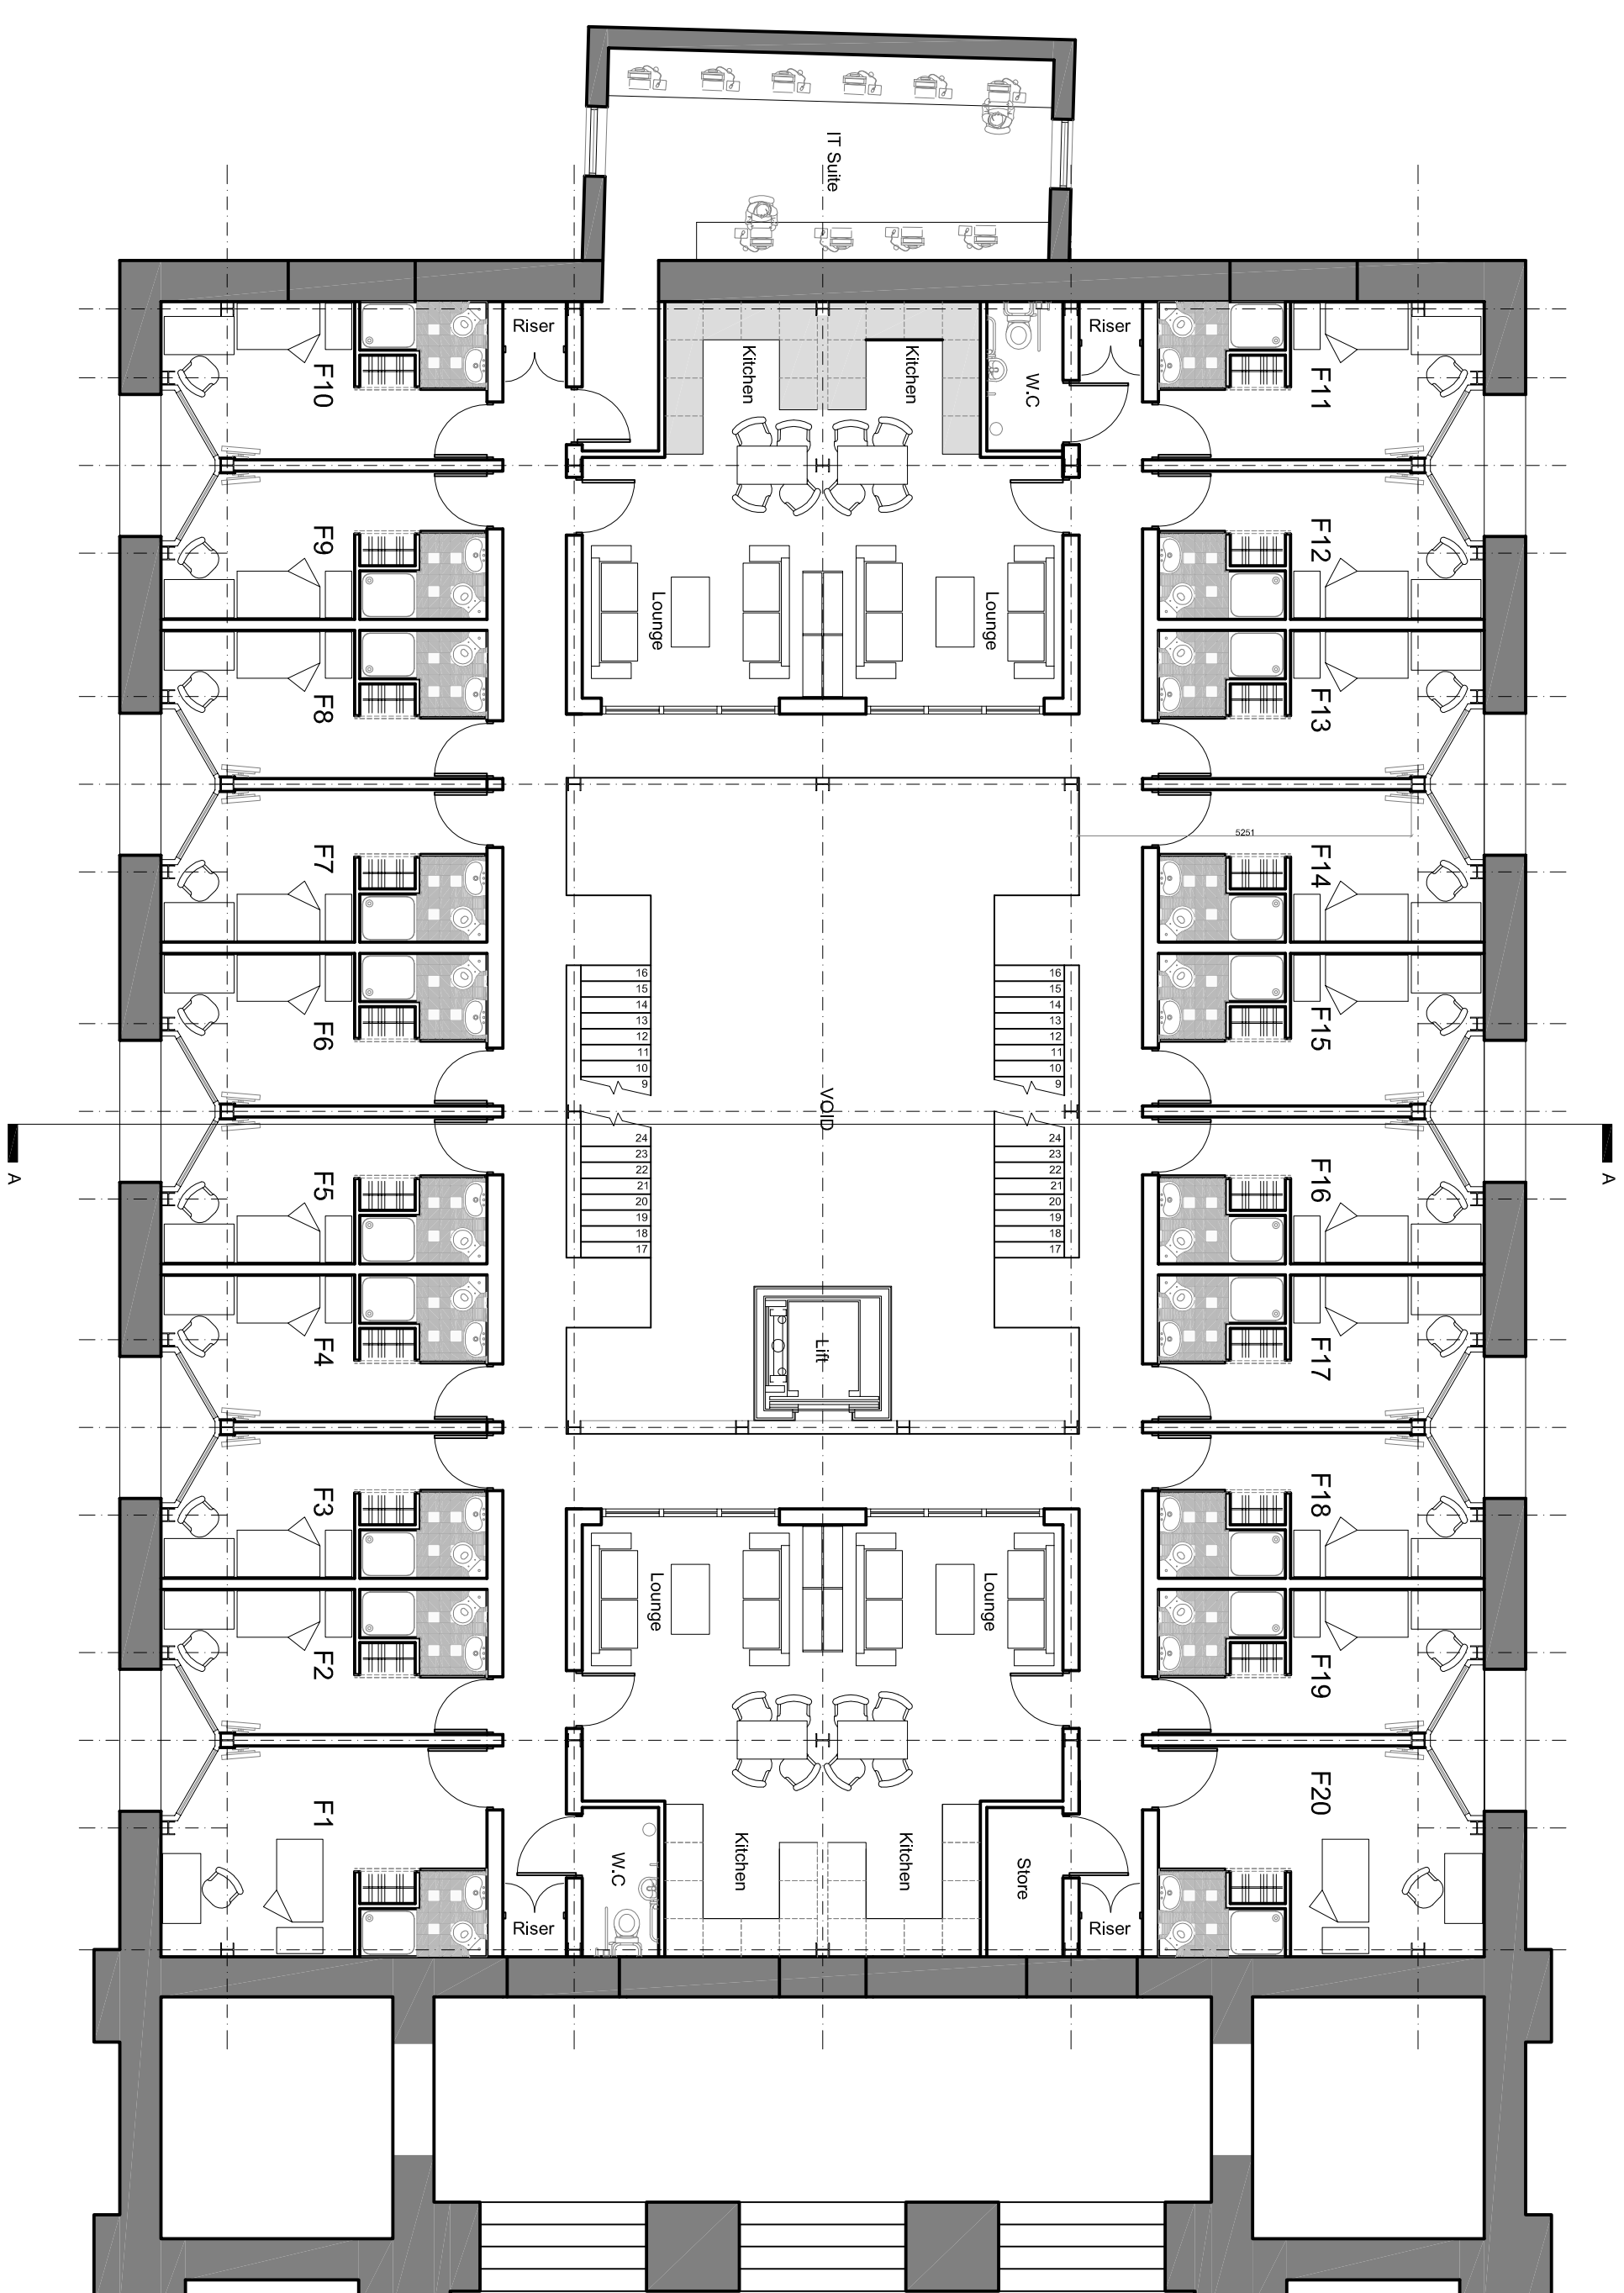 IT Suite
Riser
Riser
Kitchen
Kitchen
W.C
F10
F11
F9
F12
Lounge
Lounge
F8
F13
5251
F7
F14
16
15
14
13
12
11
10
9
16
15
14
13
12
11
10
9
F6
F15
VOID
24
23
22
21
20
19
18
17
24
23
22
21
20
19
18
17
A
A
F5
F16
Lift
F4
F17
F3
F18
Lounge
Lounge
F2
F19
F1
F20
Kitchen
Kitchen
W.C
Store
Riser
Riser